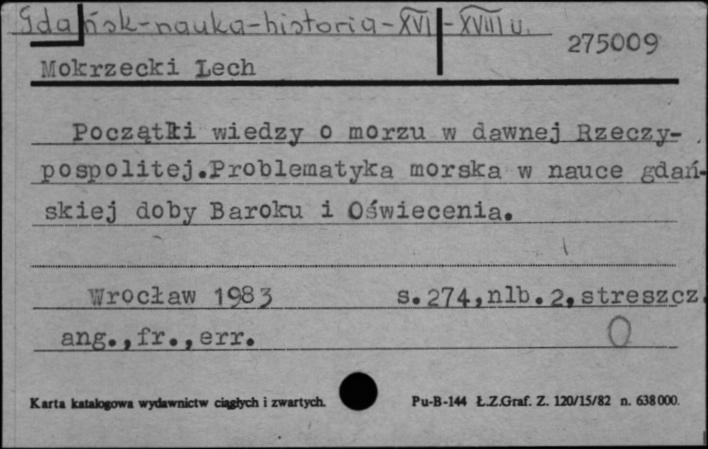 Gdańsk-nauka-historia-XVI-XVIII u.
275009
Mokrzecki Lech
Początki wiedzy o morzu w dawnej Rzeczy-
pospolitej.Problematyka morska w nauce gdań-
skiej doby Baroku i Oświecenia.
Wrocław 1983 s.274,nlb.2,streszcz.
ang.,fr.,err.
O
Karta katalogowa wydawnictw ciągłych i zwartych. Pu-B-144 Ł.Z.Graf. Z. 120/15/82 n. 638000.